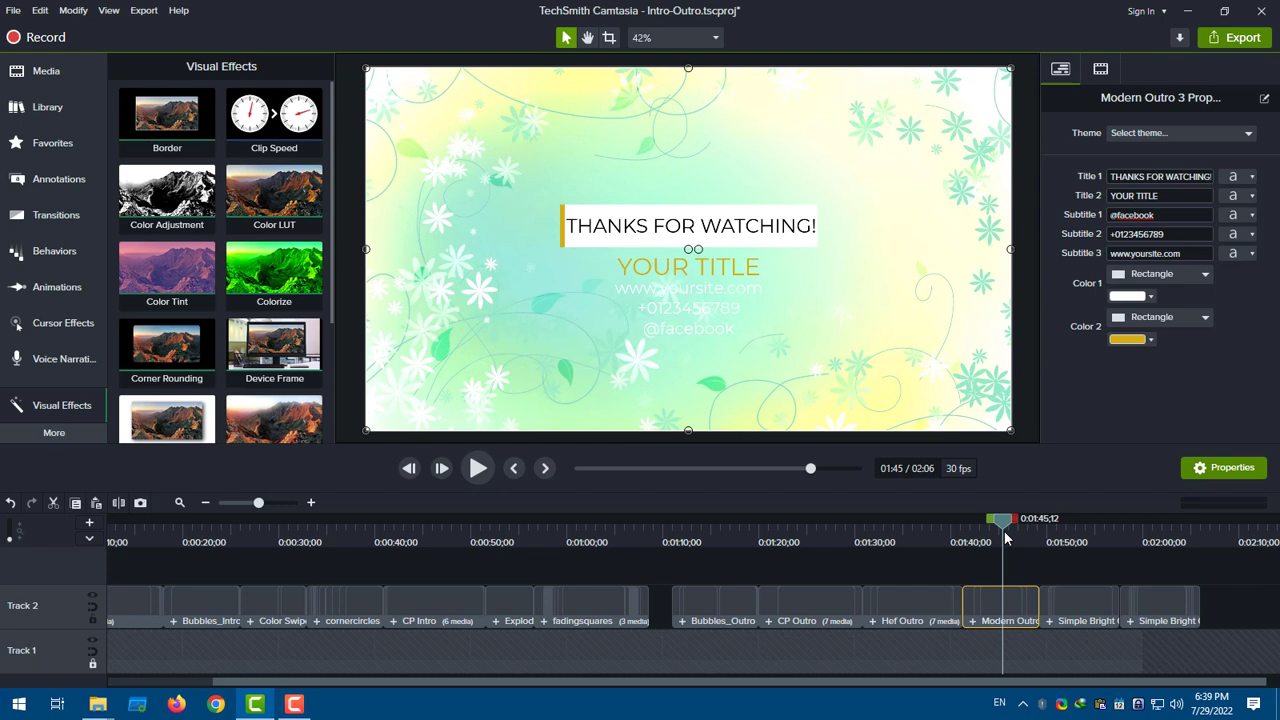 File Edit Modify View Export Help
TechSmith Camtasia - Intro-Outro.tscproj*
Sign In
Record
42%
Export
Media
Library
Favorites
Annotations
Transitions
Behaviors
Animations
Cursor Effects
Voice Narrati...
Visual Effects
More
Visual Effects
Border
Clip Speed
Color Adjustment
Color LUT
Color Tint
Colorize
Corner Rounding
Device Frame
THANKS FOR WATCHING!
YOUR TITLE
www.yoursite.com
+0123456789
@facebook
Modern Outro 3 Prop...
Theme Select theme...
Title 1 THANKS FOR WATCHING! a
Title 2 YOUR TITLE a
Subtitle 1 @facebook a
Subtitle 2 +0123456789 a
Subtitle 3 www.yoursite.com a
Rectangle
Color 1
Rectangle
Color 2
01:45 / 02:06 30 fps
Properties
0:01:45;12
10;00 0:00:20;00 0:00:30;00 0:00:40;00 0:00:50;00 0:01:00;00 0:01:10;00 0:01:20;00 0:01:30;00 0:01:40;00 0:01:50;00 0:02:00;00 0:02:10;00
Track 2
+ Bubbles_Intro + Color Swipe + cornercircles + CP Intro (6 media) + Explod + fadingsquares (3 media) + Bubbles_Outro + CP Outro (7 media) + Hef Outro (7 media) + Modern Outro + Simple Bright + Simple Bright
Track 1
EN
6:39 PM
7/29/2022